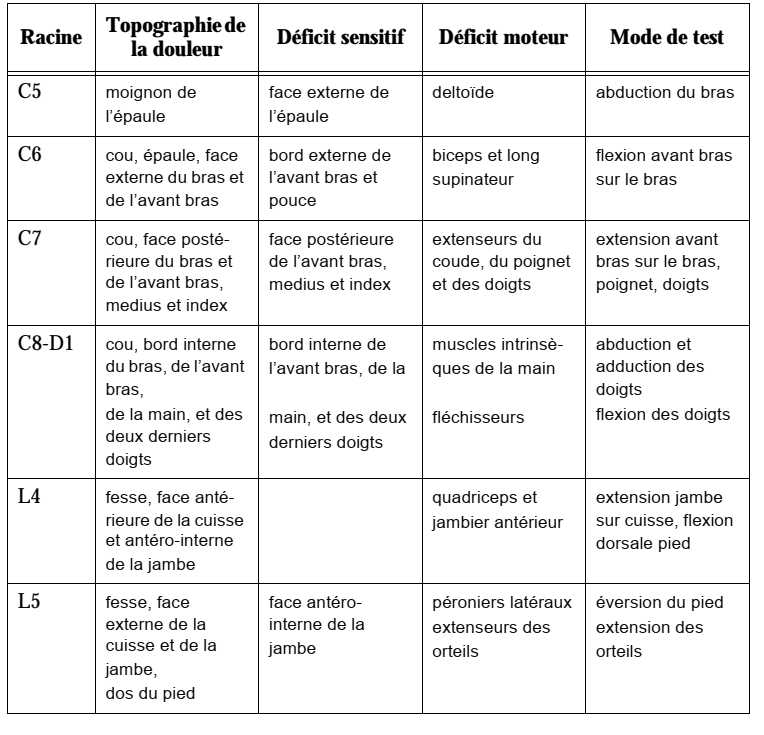 Racine
Topographie de
la douleur
Déficit sensitif
Déficit moteur
Mode de test
C5
moignon de
l'épaule
face externe de
l'épaule
deltoïde
abduction du bras
C6
cou, épaule, face
externe du bras et
de l'avant bras
bord externe de
l'avant bras et
pouce
biceps et long
supinateur
flexion avant bras
sur le bras
C7
cou, face posté-
rieure du bras et
de l'avant bras,
medius et index
face postérieure
de l'avant bras,
medius et index
extenseurs du
coude, du poignet
et des doigts
extension avant
bras sur le bras,
poignet, doigts
C8-D1
cou, bord interne
du bras, de l'avant
bras,
de la main, et des
deux derniers
doigts
bord interne de
l'avant bras, de la
main, et des deux
derniers doigts
muscles intrinsè-
ques de la main
fléchisseurs
abduction et
adduction des
doigts
flexion des doigts
L4
fesse, face anté-
rieure de la cuisse
et antéro-interne
de la jambe
quadriceps et
jambier antérieur
extension jambe
sur cuisse, flexion
dorsale pied
L5
fesse, face
externe de la
cuisse et de la
jambe,
dos du pied
face antéro-
interne de la
jambe
péroniers latéraux
extenseurs des
orteils
éversion du pied
extension des
orteils